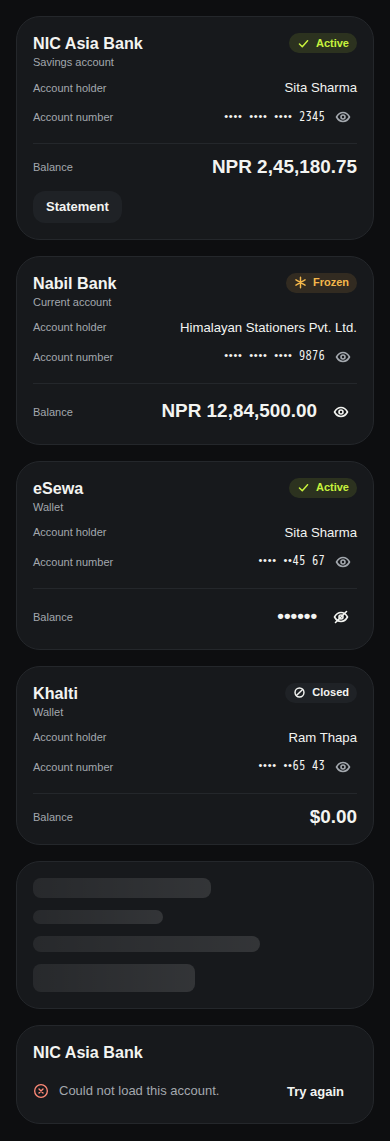 NIC Asia Bank
Active
Savings account
Account holder
Sita Sharma
Account number
•••• •••• •••• 2345
Balance
NPR 2,45,180.75
Statement
Nabil Bank
Frozen
Current account
Account holder
Himalayan Stationers Pvt. Ltd.
Account number
•••• •••• •••• 9876
Balance
NPR 12,84,500.00
eSewa
Active
Wallet
Account holder
Sita Sharma
Account number
•••• ••45 67
Balance
••••••
Khalti
Closed
Wallet
Account holder
Ram Thapa
Account number
•••• ••65 43
Balance
$0.00
NIC Asia Bank
Could not load this account.
Try again